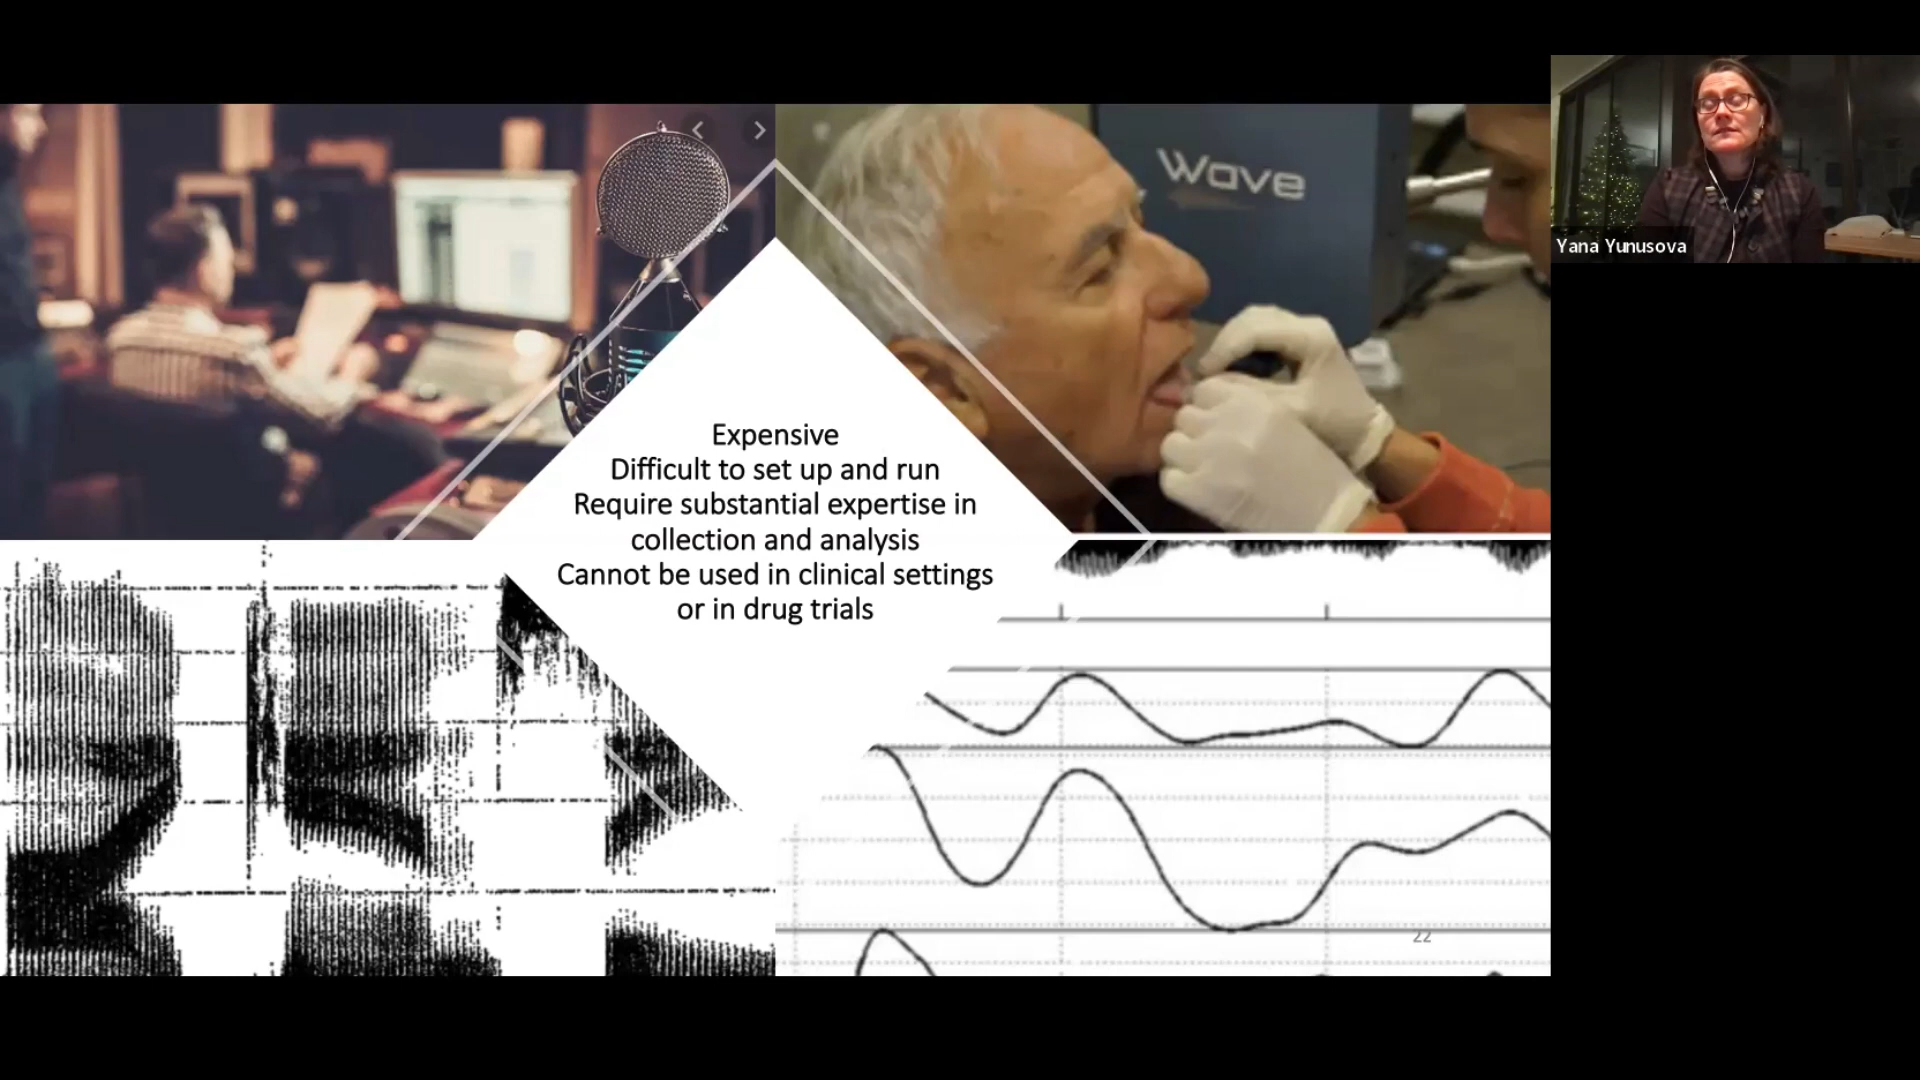 Wave
Yana Yunusova
Expensive
Difficult to set up and run
Require substantial expertise in
collection and analysis
Cannot be used in clinical settings
or in drug trials
22